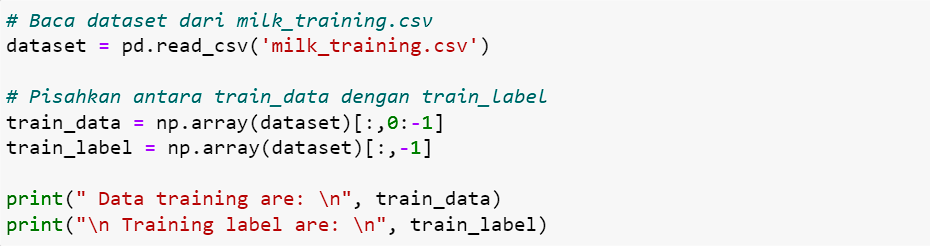 # Baca dataset dari milk_training.csv
dataset = pd.read_csv('milk_training.csv')
# Pisahkan antara train_data dengan train_label
train_data = np.array(dataset)[:,0:-1]
train_label = np.array(dataset)[:,-1]
print(" Data training are: \n", train_data)
print("\n Training label are: \n", train_label)